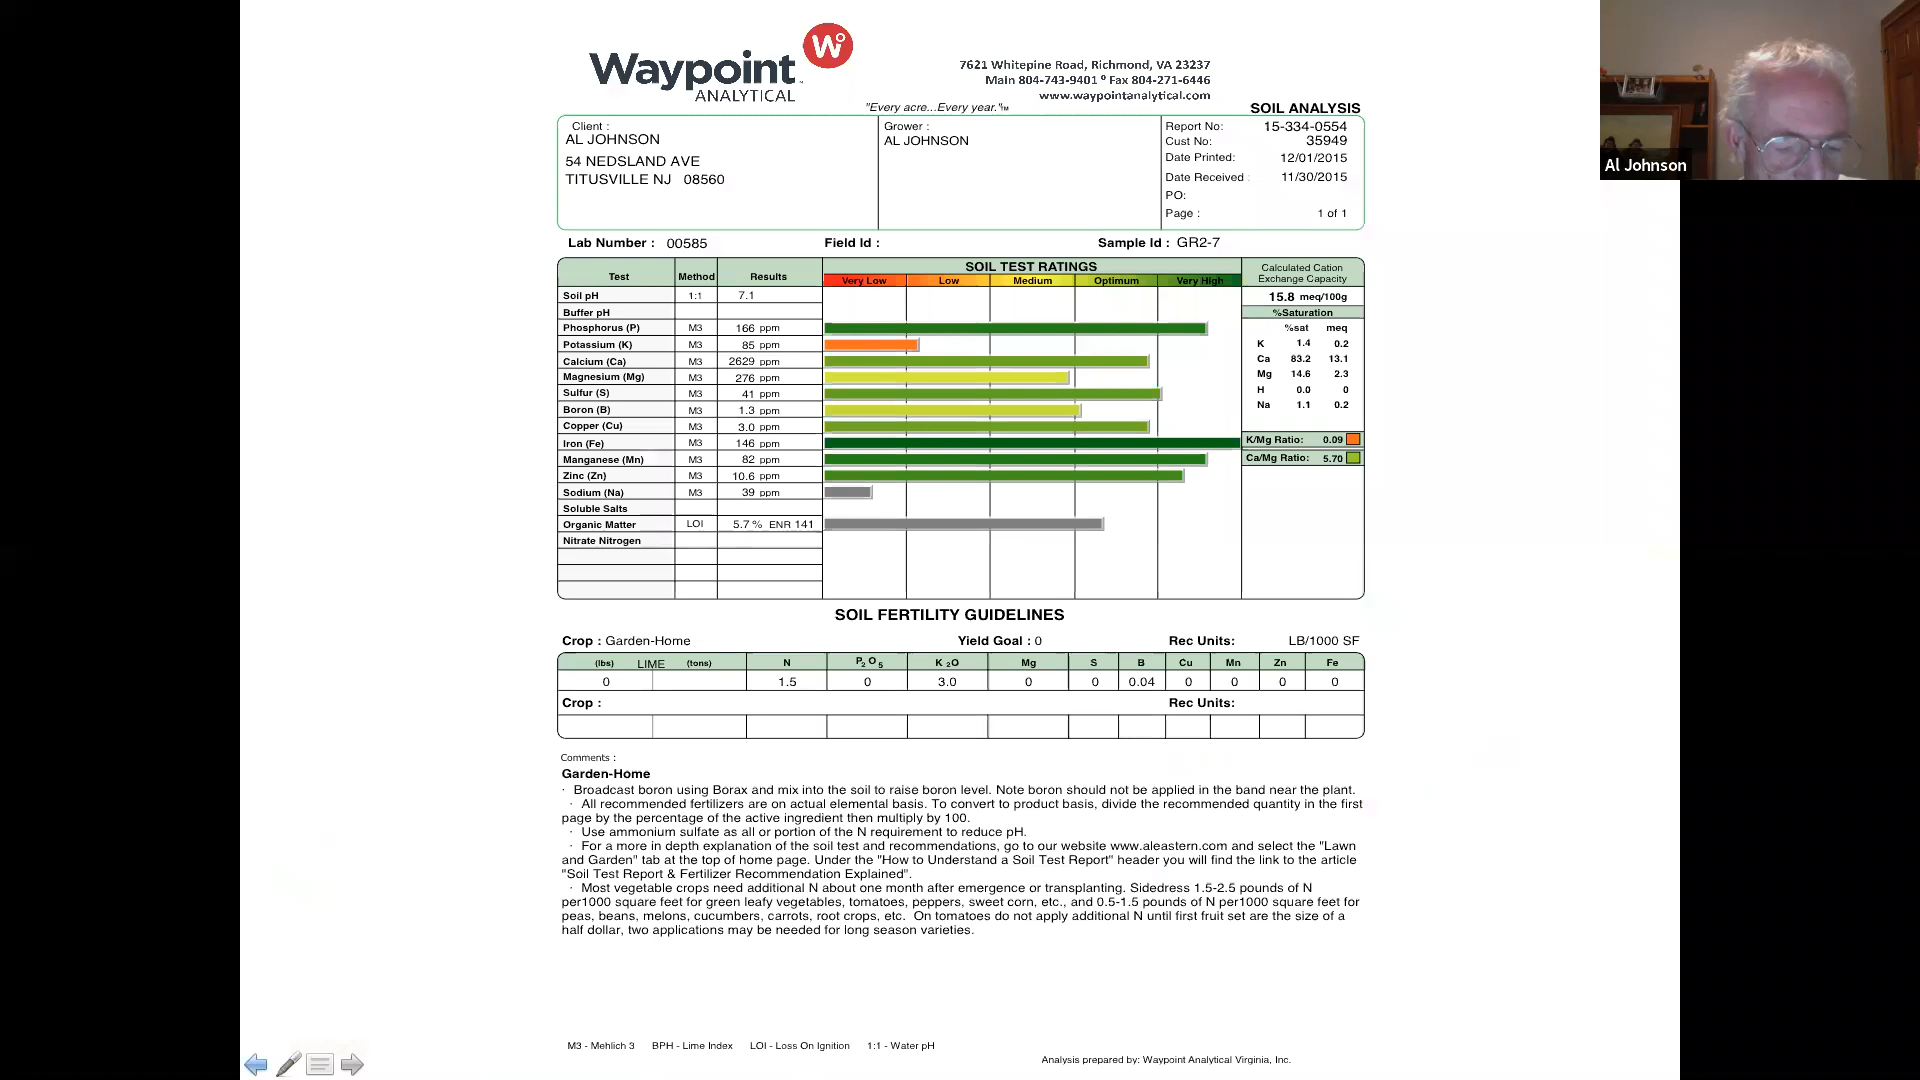 Waypoint
ANALYTICAL
W
7621 Whitepine Road, Richmond, VA 23237
Main 804-743-9401 ° Fax 804-271-6446
www.waypointanalytical.com
"Every acre...Every year."™
SOIL ANALYSIS
Client :
AL JOHNSON
54 NEDSLAND AVE
TITUSVILLE NJ 08560
Grower :
AL JOHNSON
Report No: 15-334-0554
Cust No: 35949
Date Printed: 12/01/2015
Date Received : 11/30/2015
PO:
Page : 1 of 1
Al Johnson
Lab Number : 00585 Field Id : Sample Id : GR2-7
SOIL TEST RATINGS
Test Method Results Very Low Low Medium Optimum Very High
Calculated Cation
Exchange Capacity
Soil pH 1:1 7.1
Buffer pH
Phosphorus (P) M3 166 ppm
Potassium (K) M3 85 ppm
Calcium (Ca) M3 2629 ppm
Magnesium (Mg) M3 276 ppm
Sulfur (S) M3 41 ppm
Boron (B) M3 1.3 ppm
Copper (Cu) M3 3.0 ppm
Iron (Fe) M3 146 ppm
Manganese (Mn) M3 82 ppm
Zinc (Zn) M3 10.6 ppm
Sodium (Na) M3 39 ppm
Soluble Salts
Organic Matter LOI 5.7 % ENR 141
Nitrate Nitrogen
15.8 meq/100g
%Saturation
%sat meq
K 1.4 0.2
Ca 83.2 13.1
Mg 14.6 2.3
H 0.0 0
Na 1.1 0.2
K/Mg Ratio: 0.09
Ca/Mg Ratio: 5.70
SOIL FERTILITY GUIDELINES
Crop : Garden-Home Yield Goal : 0 Rec Units: LB/1000 SF
(lbs) LIME (tons) N P2O5 K2O Mg S B Cu Mn Zn Fe
0 1.5 0 3.0 0 0 0.04 0 0 0 0
Crop : Rec Units:
Comments :
Garden-Home
· Broadcast boron using Borax and mix into the soil to raise boron level. Note boron should not be applied in the band near the plant.
· All recommended fertilizers are on actual elemental basis. To convert to product basis, divide the recommended quantity in the first
page by the percentage of the active ingredient then multiply by 100.
· Use ammonium sulfate as all or portion of the N requirement to reduce pH.
· For a more in depth explanation of the soil test and recommendations, go to our website www.aleastern.com and select the "Lawn
and Garden" tab at the top of home page. Under the "How to Understand a Soil Test Report" header you will find the link to the article
"Soil Test Report & Fertilizer Recommendation Explained".
· Most vegetable crops need additional N about one month after emergence or transplanting. Sidedress 1.5-2.5 pounds of N
per1000 square feet for green leafy vegetables, tomatoes, peppers, sweet corn, etc., and 0.5-1.5 pounds of N per1000 square feet for
peas, beans, melons, cucumbers, carrots, root crops, etc. On tomatoes do not apply additional N until first fruit set are the size of a
half dollar, two applications may be needed for long season varieties.
M3 - Mehlich 3 BPH - Lime Index LOI - Loss On Ignition 1:1 - Water pH
Analysis prepared by: Waypoint Analytical Virginia, Inc.